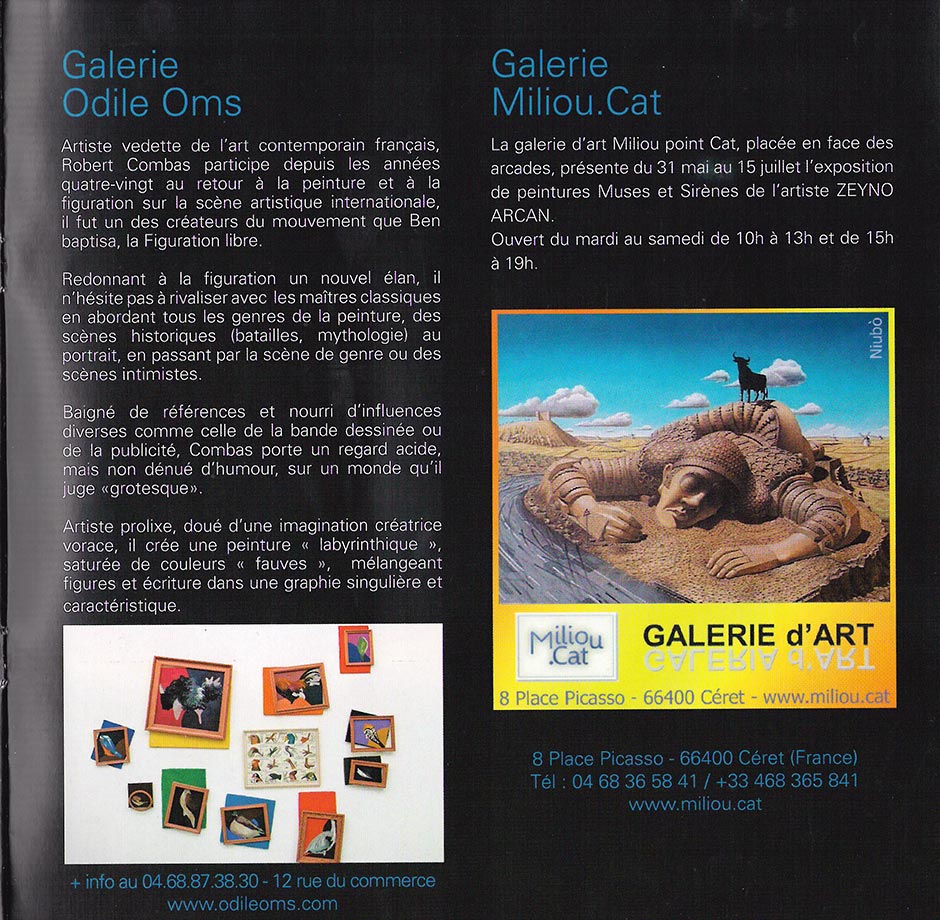 Galerie
Odile Oms
Artiste vedette de l'art contemporain français,
Robert Combas participe depuis les années
quatre-vingt au retour à la peinture et à la
figuration sur la scène artistique internationale,
il fut un des créateurs du mouvement que Ben
baptisa, la Figuration libre.
Redonnant à la figuration un nouvel élan, il
n'hésite pas à rivaliser avec les maîtres classiques
en abordant tous les genres de la peinture, des
scènes historiques (batailles, mythologie) au
portrait, en passant par la scène de genre ou des
scènes intimistes.
Baigné de références et nourri d'influences
diverses comme celle de la bande dessinée ou
de la publicité, Combas porte un regard acide,
mais non dénué d'humour, sur un monde qu'il
juge «grotesque».
Artiste prolixe, doué d'une imagination créatrice
vorace, il crée une peinture « labyrinthique »,
saturée de couleurs « fauves », mélangeant
figures et écriture dans une graphie singulière et
caractéristique.
+ info au 04.68.87.38.30 - 12 rue du commerce
www.odileoms.com
Galerie
Miliou.Cat
La galerie d'art Miliou point Cat, placée en face des
arcades, présente du 31 mai au 15 juillet l'exposition
de peintures Muses et Sirènes de l'artiste ZEYNO
ARCAN.
Ouvert du mardi au samedi de 10h à 13h et de 15h
à 19h.
Niubò
Miliou
.Cat
GALERIE d'ART
GALERIA d'ART
8 Place Picasso - 66400 Céret - www.miliou.cat
8 Place Picasso - 66400 Céret (France)
Tél : 04 68 36 58 41 / +33 468 365 841
www.miliou.cat